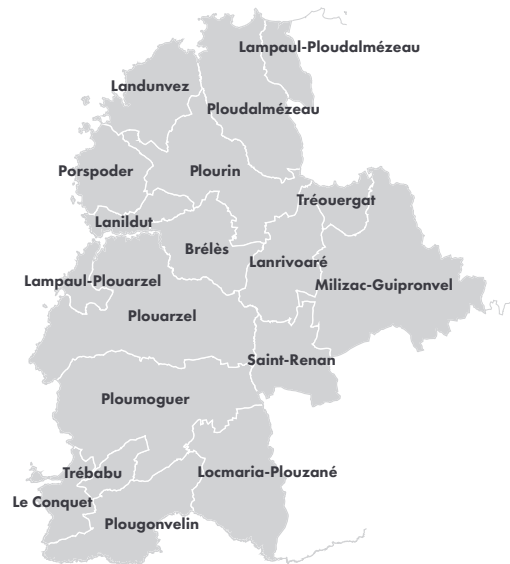 Lampaul-Ploudalmézeau
Landunvez
Ploudalmézeau
Porspoder
Plourin
Tréouergat
Lanildut
Brélès
Lanrivoaré
Lampaul-Plouarzel
Milizac-Guipronvel
Plouarzel
Saint-Renan
Ploumoguer
Trébabu
Locmaria-Plouzané
Le Conquet
Plougonvelin